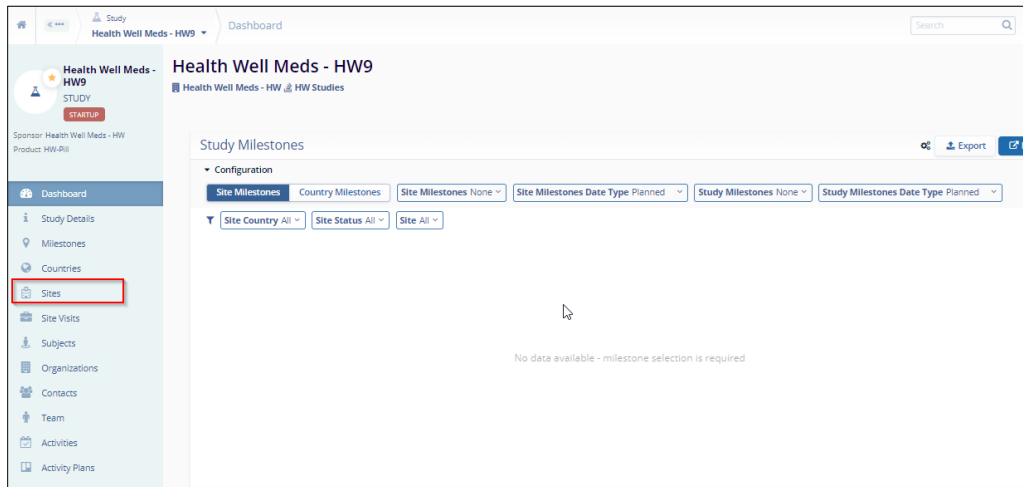 Study
Health Well Meds - HW9
Dashboard
Search
Health Well Meds - HW9
STUDY
STARTUP
Sponsor Health Well Meds - HW
Product HW-Pill
Dashboard
Study Details
Milestones
Countries
Sites
Site Visits
Subjects
Organizations
Contacts
Team
Activities
Activity Plans
Health Well Meds - HW9
Health Well Meds - HW HW Studies
Study Milestones
Export
Configuration
Site Milestones Country Milestones Site Milestones None Site Milestones Date Type Planned Study Milestones None Study Milestones Date Type Planned
Site Country All Site Status All Site All
No data available - milestone selection is required